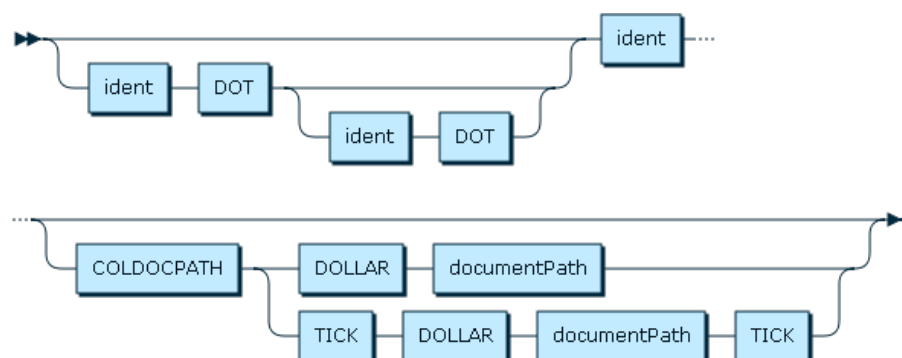 ident
ident DOT
ident DOT
COLDOCPATH DOLLAR documentPath
TICK DOLLAR documentPath TICK